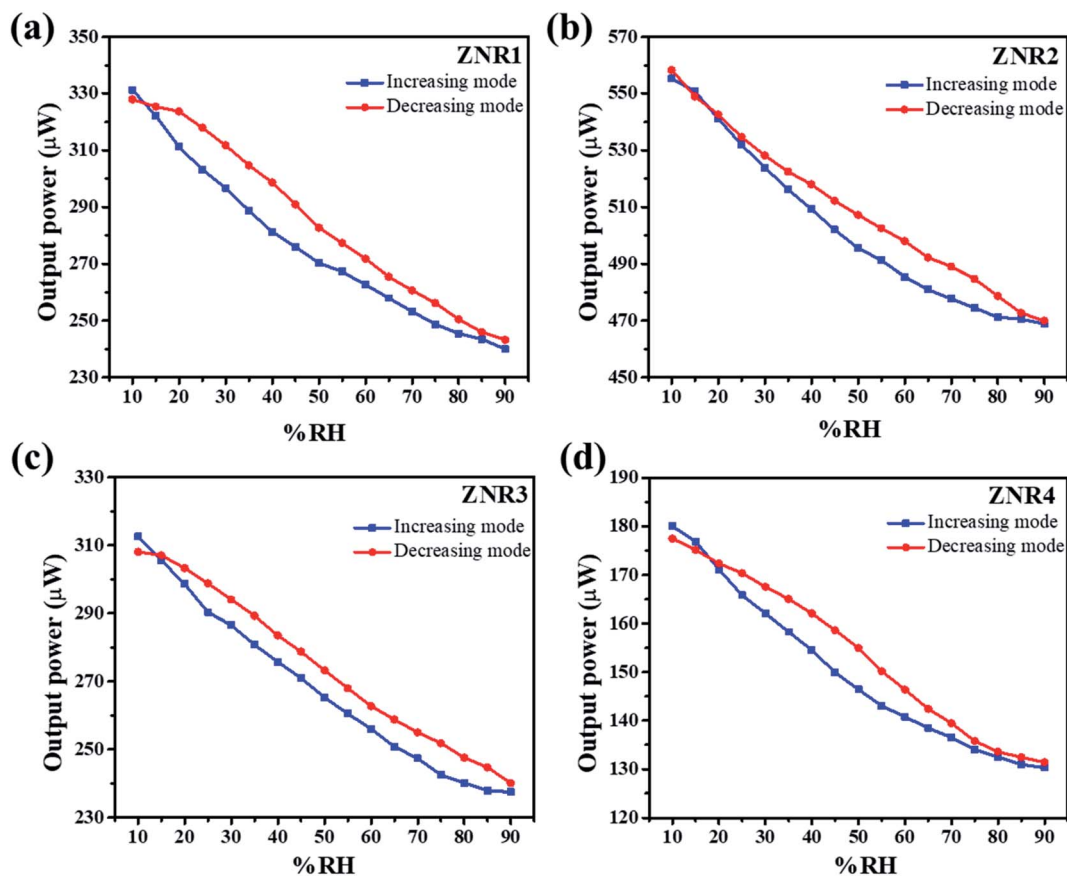 (a)
ZNR1
Increasing mode
Decreasing mode
Output power (μW)
350
330
310
290
270
250
230
10 20 30 40 50 60 70 80 90
%RH
(b)
ZNR2
Increasing mode
Decreasing mode
Output power (μW)
570
550
530
510
490
470
450
10 20 30 40 50 60 70 80 90
%RH
(c)
ZNR3
Increasing mode
Decreasing mode
Output power (μW)
330
310
290
270
250
230
10 20 30 40 50 60 70 80 90
%RH
(d)
ZNR4
Increasing mode
Decreasing mode
Output power (μW)
190
180
170
160
150
140
130
120
10 20 30 40 50 60 70 80 90
%RH